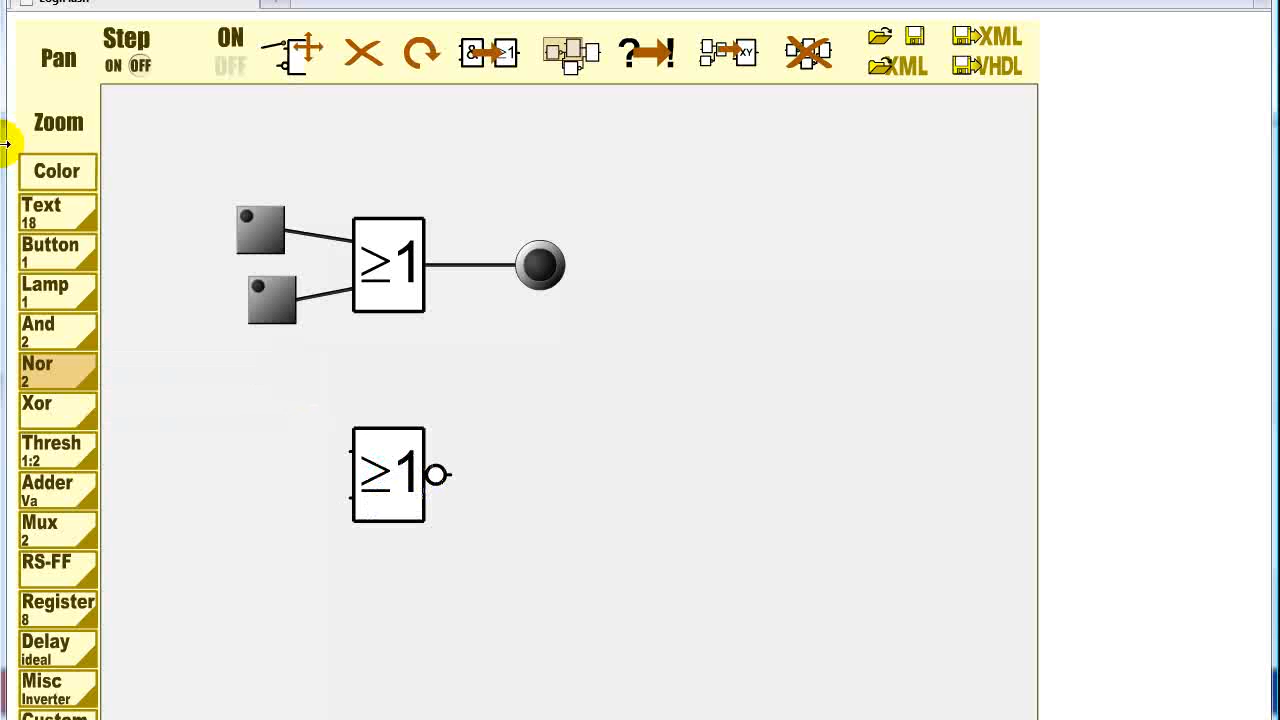 Pan
Step
ON OFF
ON
OFF
& ≥1
? !
XY
XML
XML
VHDL
Zoom
Color
Text
18
Button
1
Lamp
1
And
2
Nor
2
Xor
Thresh
1:2
Adder
Va
Mux
2
RS-FF
Register
8
Delay
ideal
Misc
Inverter
≥1
≥1